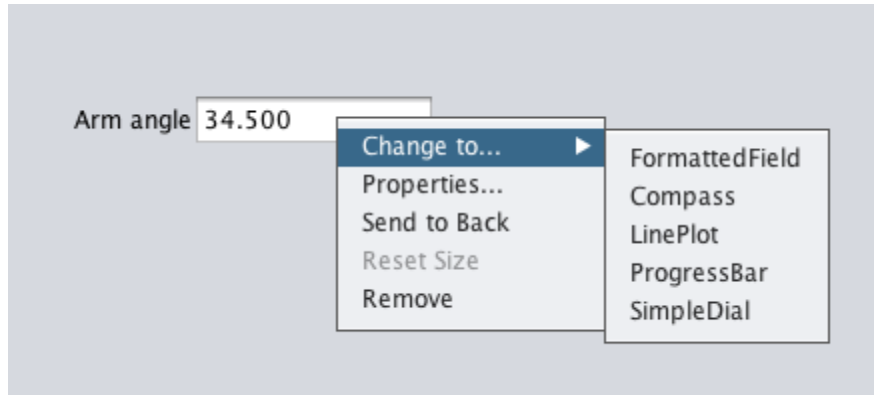 Arm angle 34.500
Change to...
Properties...
Send to Back
Reset Size
Remove
FormattedField
Compass
LinePlot
ProgressBar
SimpleDial